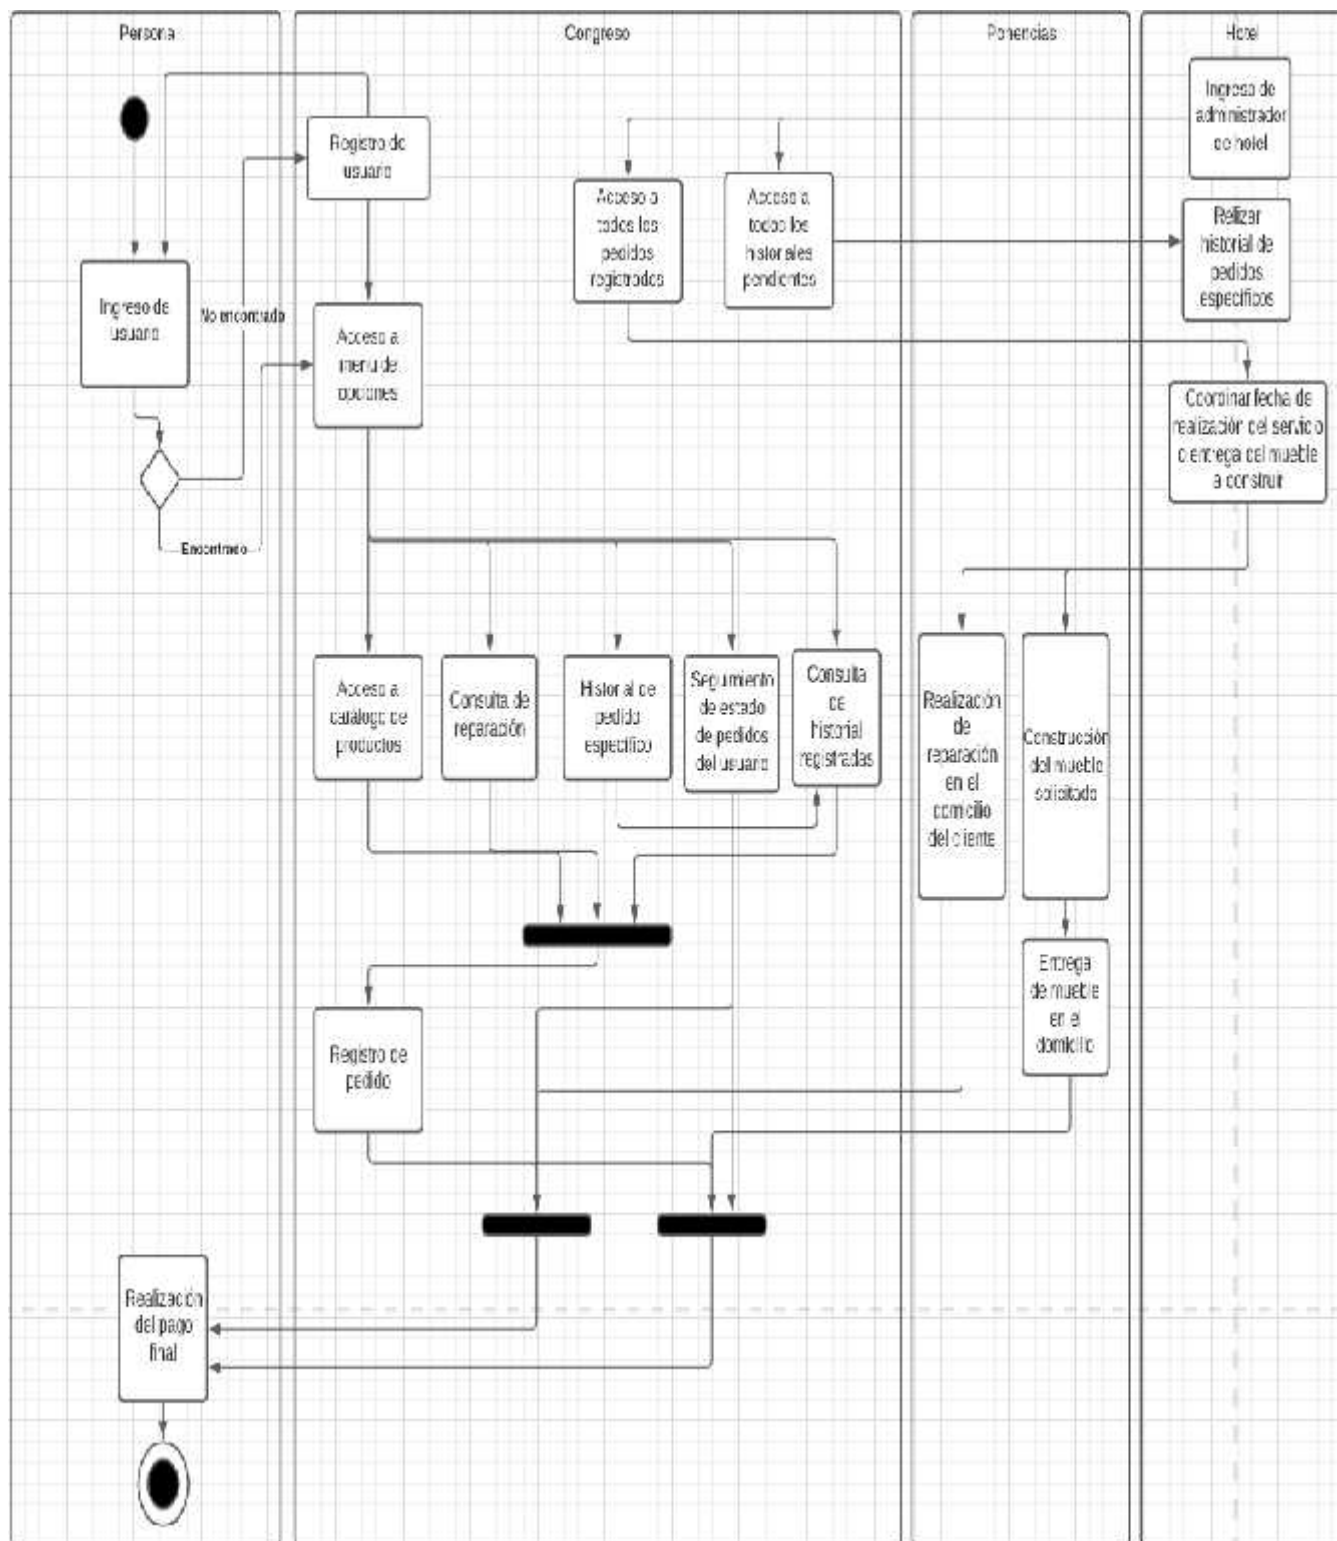 Persona
Congreso
Ponencias
Hotel
Ingreso de
administrador
de hotel
Registro de
usuario
Acceso a
todos los
pedidos
registrados
Acceso a
todos los
historiales
pendientes
Relizar
historial de
pedidos
específicos
Ingreso de
usuario
No encontrado
Acceso a
menu de
opciones
Coordinar fecha de
realización del servicio
o entrega del mueble
a construir
Encontrado
Acceso a
catálogo de
productos
Consulta de
reparación
Historial de
pedido
específico
Seguimiento
de estado
de pedidos
del usuario
Consulta
de
historial
registradas
Realización
de
reparación
en el
domicilio
del cliente
Construcción
del mueble
solicitado
Entrega
de mueble
en el
domicilio
Registro de
pedido
Realización
del pago
final